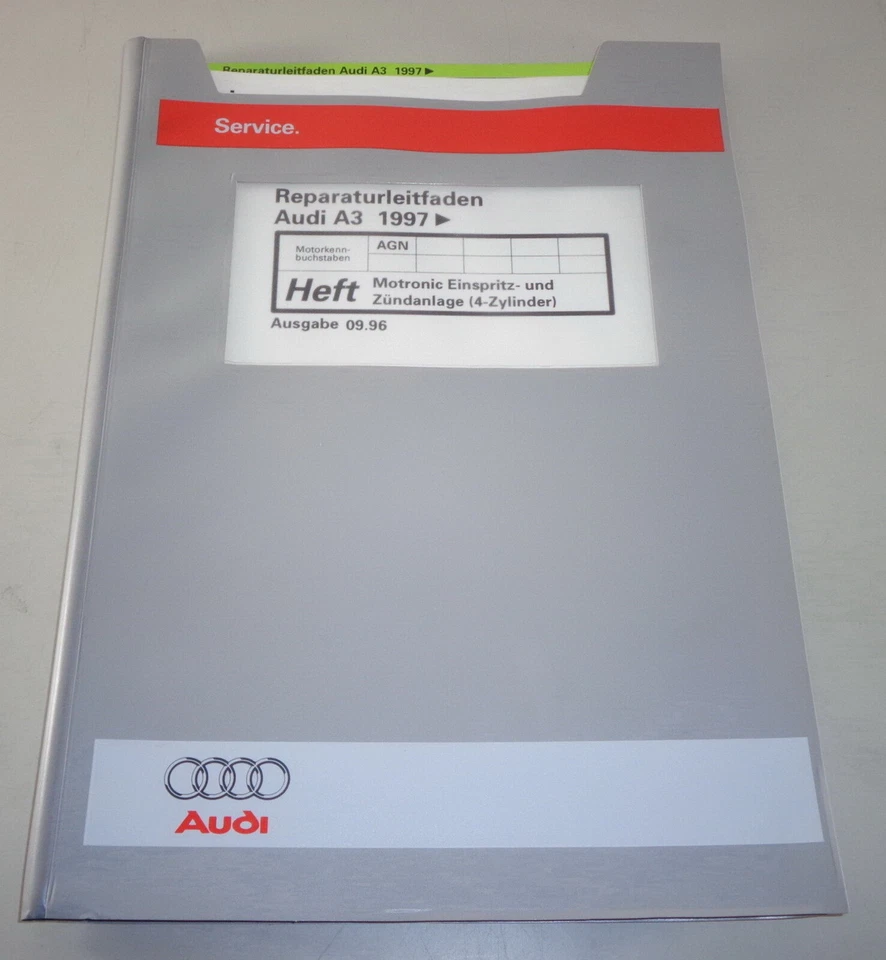 Reparaturleitfaden Audi A3 1997 ►
Service.
Reparaturleitfaden
Audi A3 1997 ►
Motorkenn-
buchstaben
AGN
Heft
Motronic Einspritz- und
Zündanlage (4-Zylinder)
Ausgabe 09.96
Audi